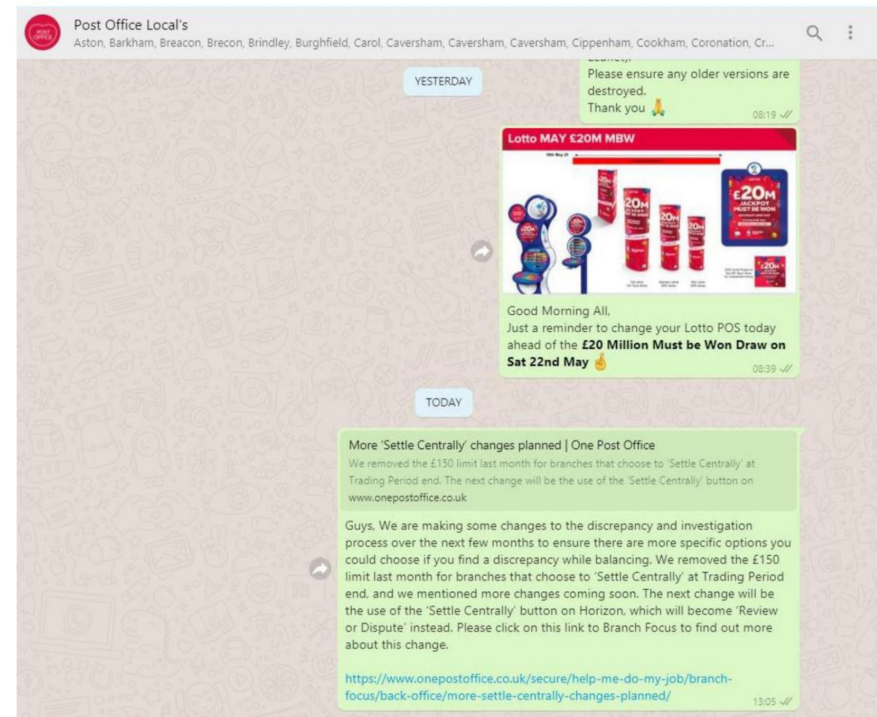 POST
OFFICE
Post Office Local's
Aston, Barkham, Breacon, Brecon, Brindley, Burghfield, Carol, Caversham, Caversham, Caversham, Cippenham, Cookham, Coronation, Cr...
YESTERDAY
Please ensure any older versions are
destroyed.
Thank you 🙏
08:19
Lotto MAY £20M MBW
£20M
JACKPOT
MUST BE WON
Good Morning All,
Just a reminder to change your Lotto POS today
ahead of the £20 Million Must be Won Draw on
Sat 22nd May 🤞
08:39
TODAY
More 'Settle Centrally' changes planned | One Post Office
We removed the £150 limit last month for branches that choose to 'Settle Centrally' at
Trading Period end. The next change will be the use of the 'Settle Centrally' button on
www.onepostoffice.co.uk
Guys, We are making some changes to the discrepancy and investigation
process over the next few months to ensure there are more specific options you
could choose if you find a discrepancy while balancing. We removed the £150
limit last month for branches that choose to 'Settle Centrally' at Trading Period
end, and we mentioned more changes coming soon. The next change will be
the use of the 'Settle Centrally' button on Horizon, which will become 'Review
or Dispute' instead. Please click on this link to Branch Focus to find out more
about this change.
https://www.onepostoffice.co.uk/secure/help-me-do-my-job/branch-
focus/back-office/more-settle-centrally-changes-planned/
13:05